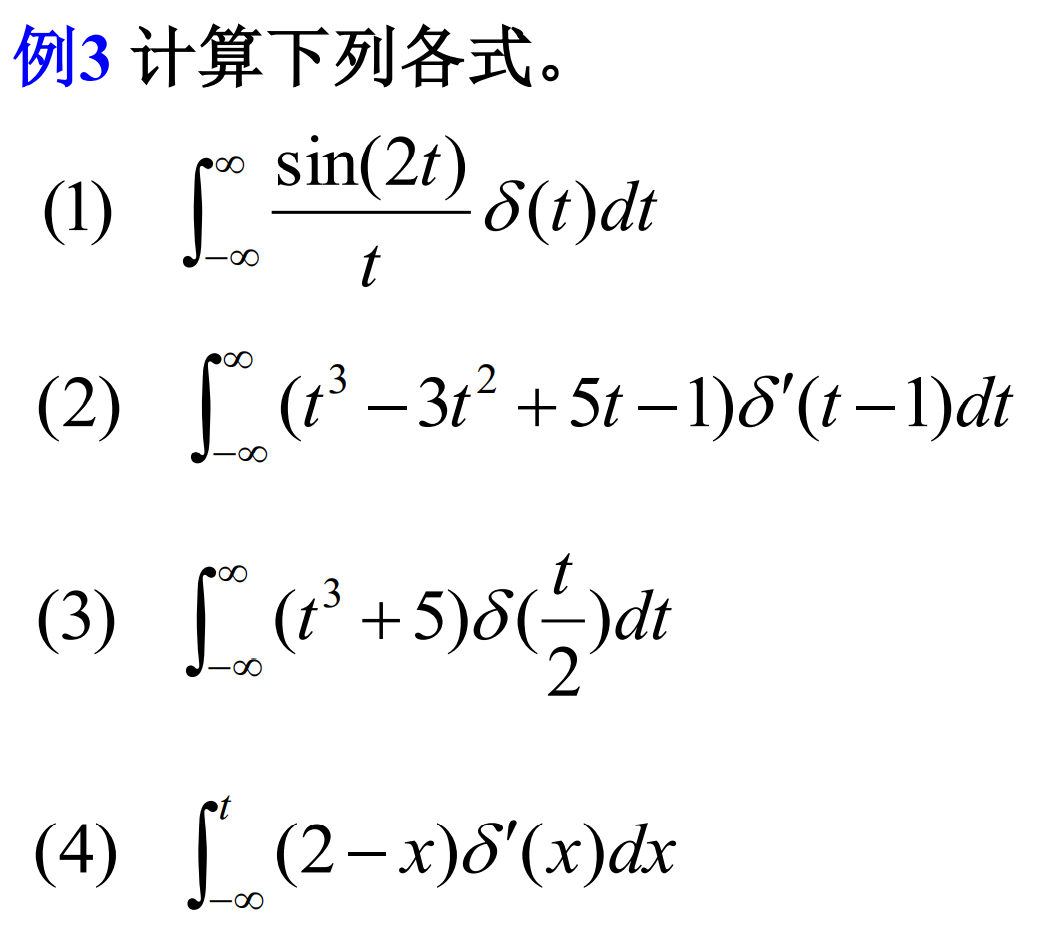 例3 计算下列各式。
(1) $\int_{-\infty}^{\infty} \frac{\sin(2t)}{t} \delta(t)dt$
(2) $\int_{-\infty}^{\infty} (t^3 - 3t^2 + 5t - 1)\delta'(t-1)dt$
(3) $\int_{-\infty}^{\infty} (t^3 + 5)\delta(\frac{t}{2})dt$
(4) $\int_{-\infty}^{t} (2-x)\delta'(x)dx$